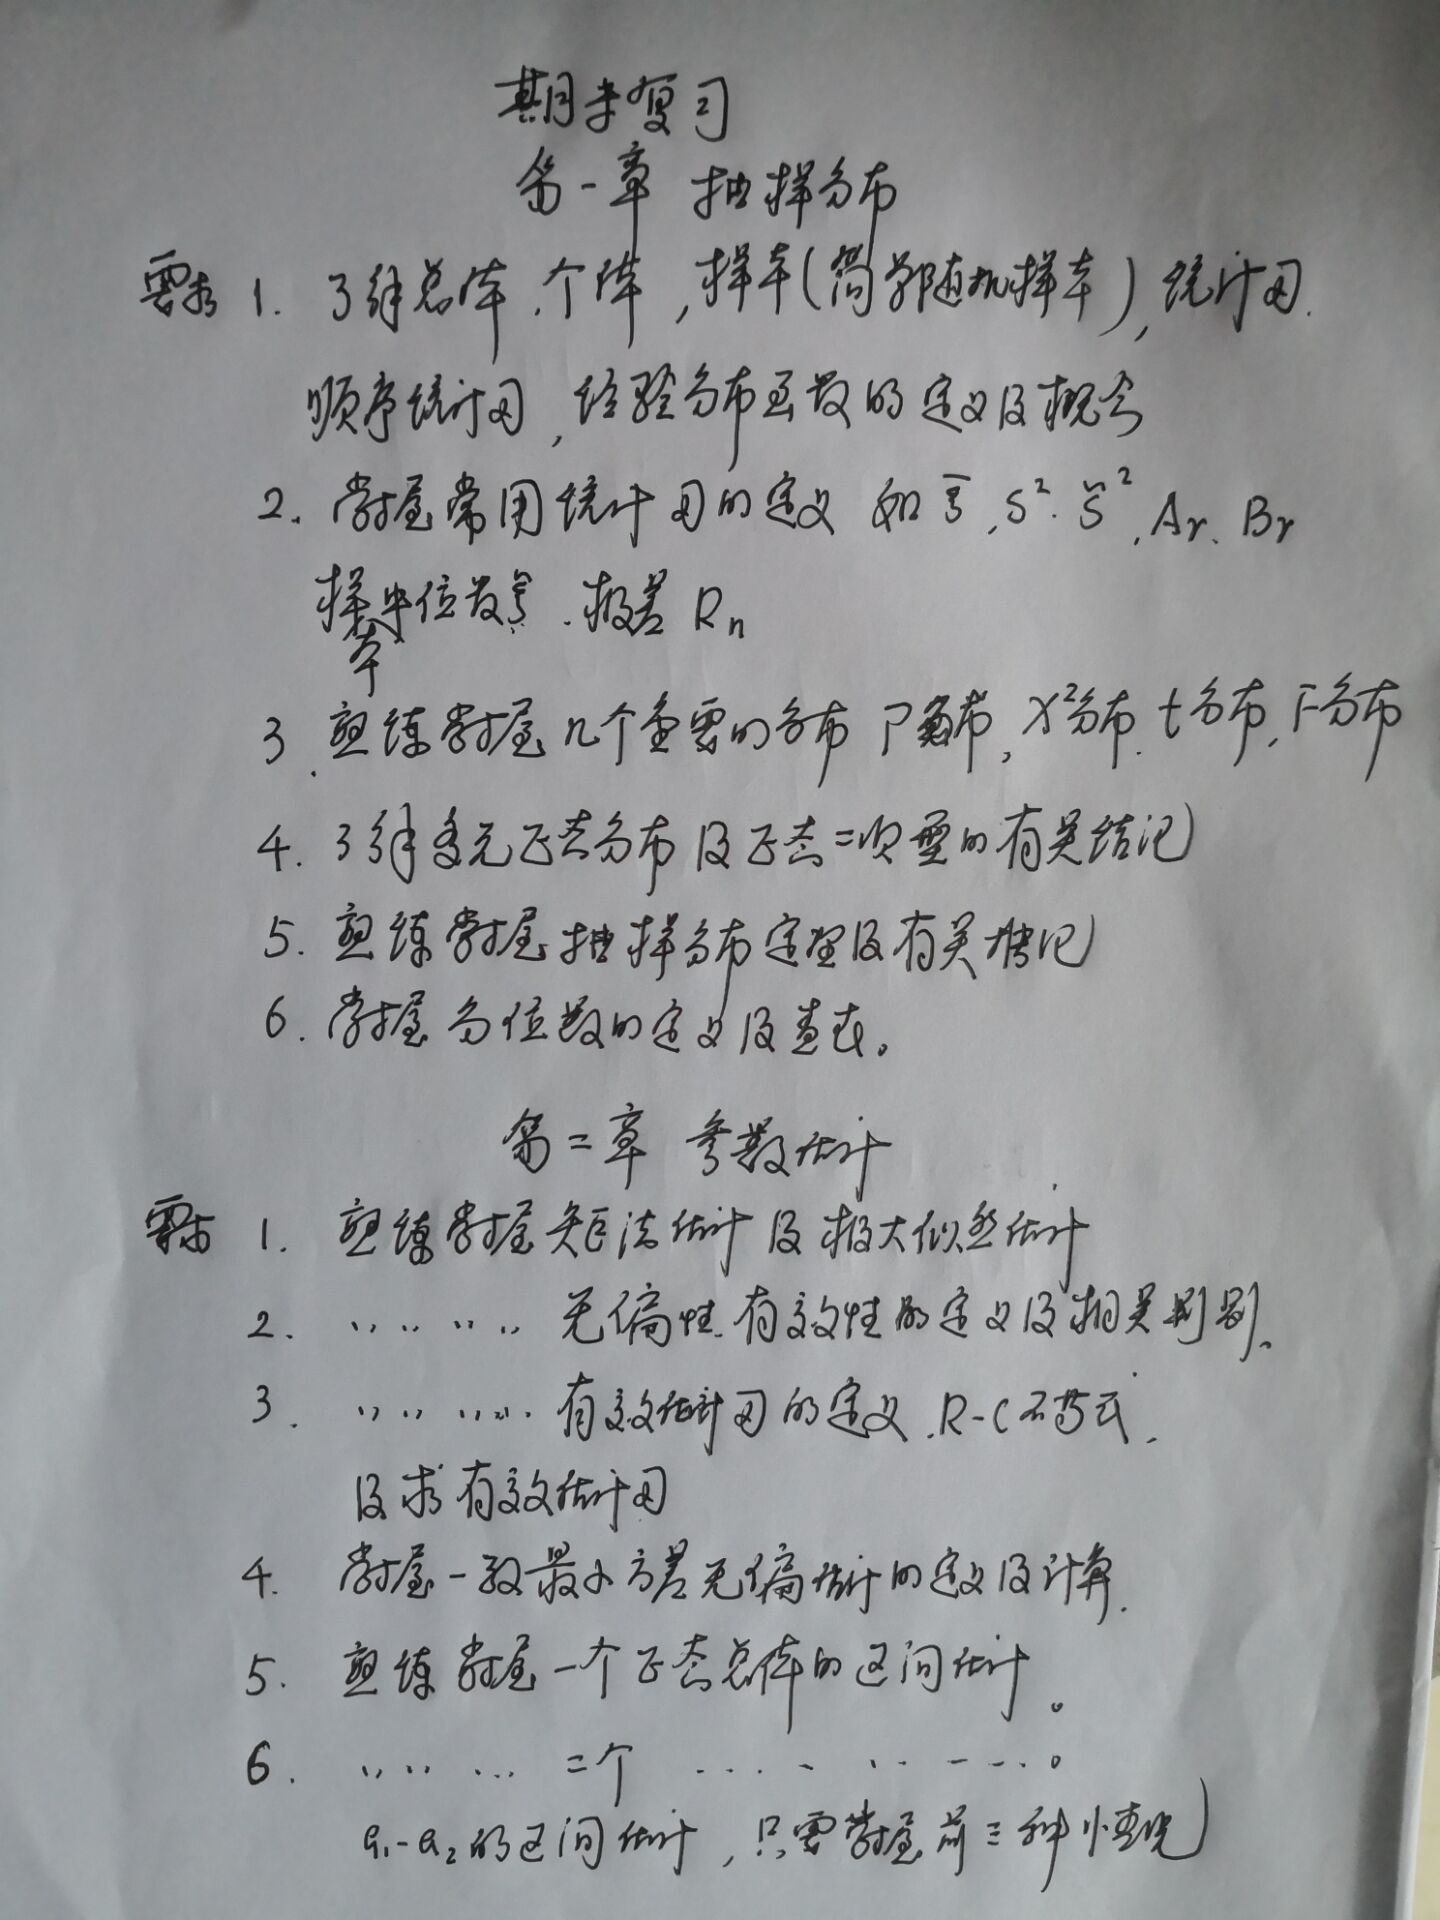 期末复习
第一章 抽样分布
要求 1. 了解总体、个体,样本(简单随机样本),统计量.
顺序统计量,经验分布函数的定义及概念
2. 掌握常用统计量的定义 如 ξ̄, S². S̃², Ar、Br
样本中位数, 极差 Rn
3. 熟练掌握几个重要的分布 Γ分布, χ²分布. t分布, F分布
4. 了解多元正态分布及正态二次型的有关结论
5. 熟练掌握抽样分布定理及有关推论
6. 掌握分位数的定义及查表。
第二章 参数估计
要求 1. 熟练掌握矩法估计及极大似然估计
2. 〃 〃 〃 〃 无偏性.有效性的定义及相关判别.
3. 〃 〃 〃 〃 有效估计量的定义.R-C不等式.
及求有效估计量
4. 掌握一致最小方差无偏估计的定义及计算.
5. 熟练掌握一个正态总体的区间估计。
6. 〃 〃 〃 二个 ‥‥‥‥。
a₁-a₂的区间估计,只需掌握前三种情况)